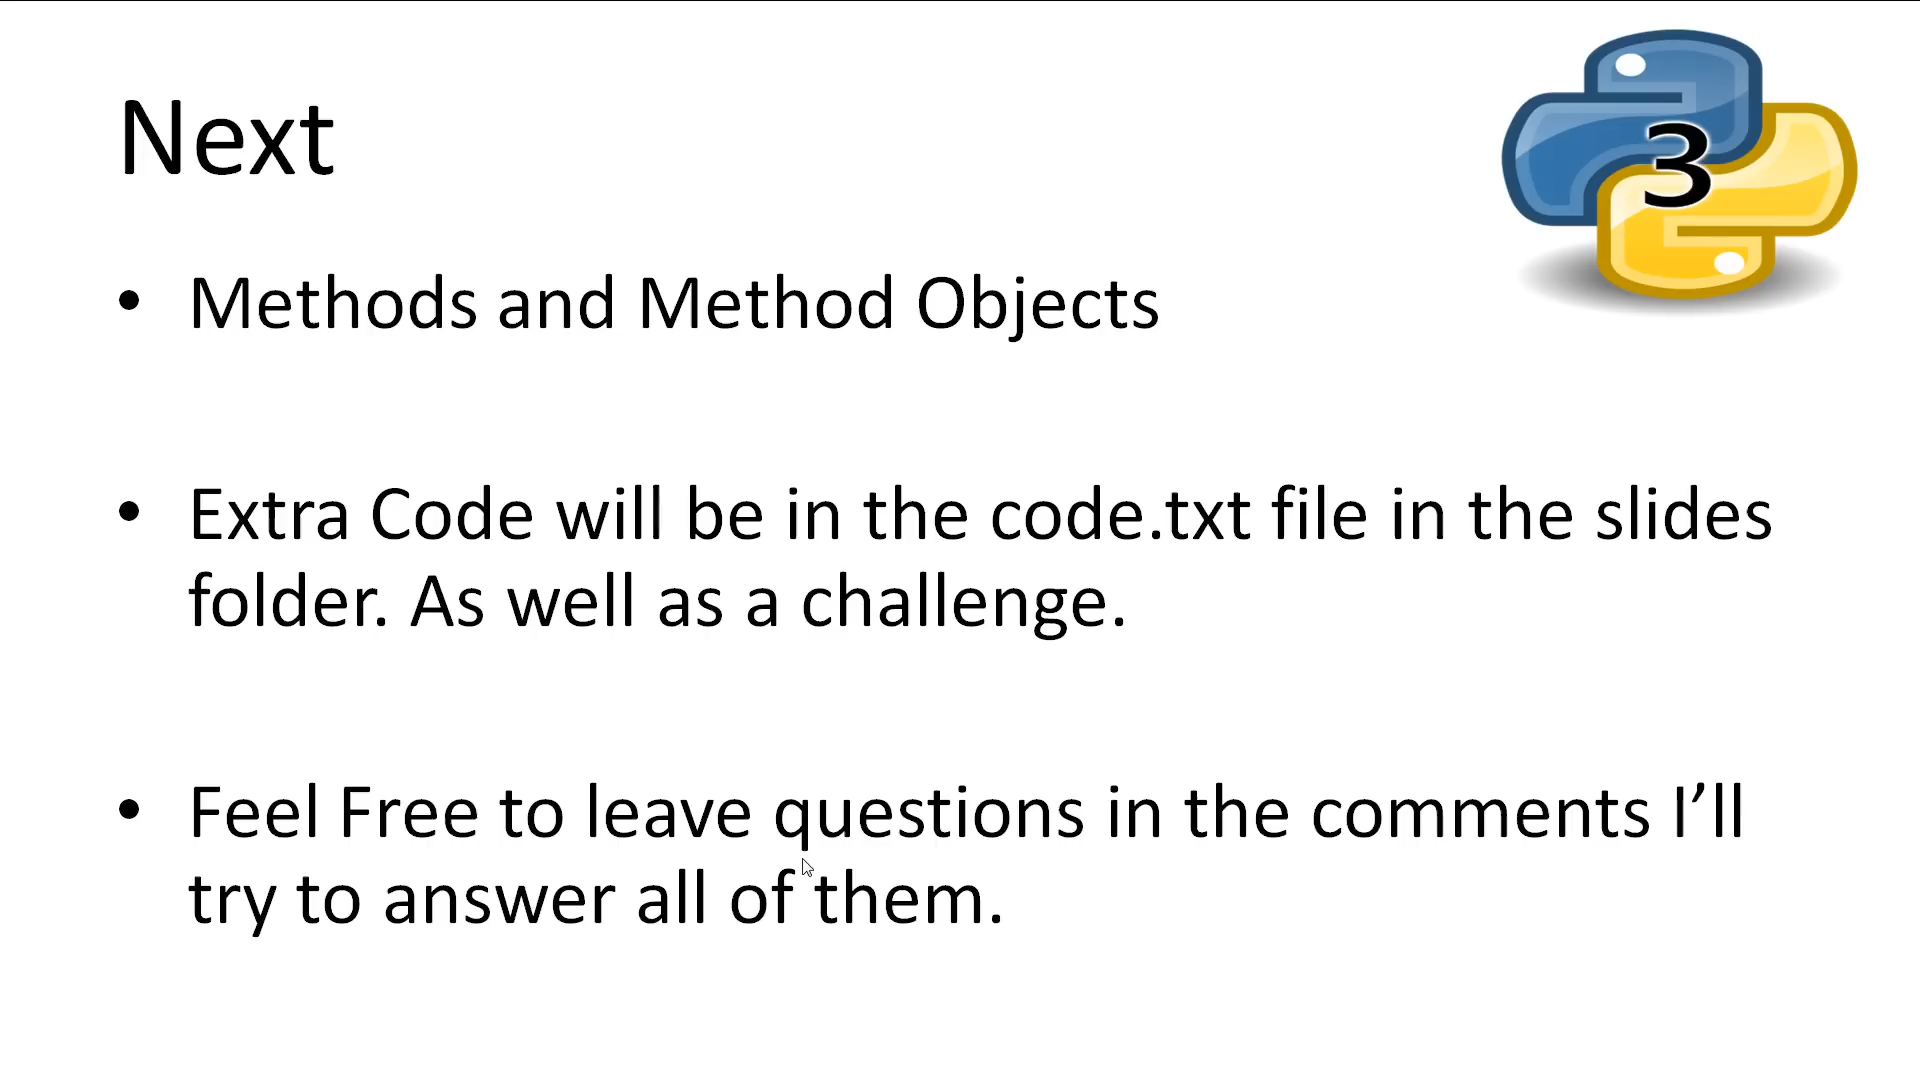 Next
3
• Methods and Method Objects
• Extra Code will be in the code.txt file in the slides
folder. As well as a challenge.
• Feel Free to leave questions in the comments I’ll
try to answer all of them.